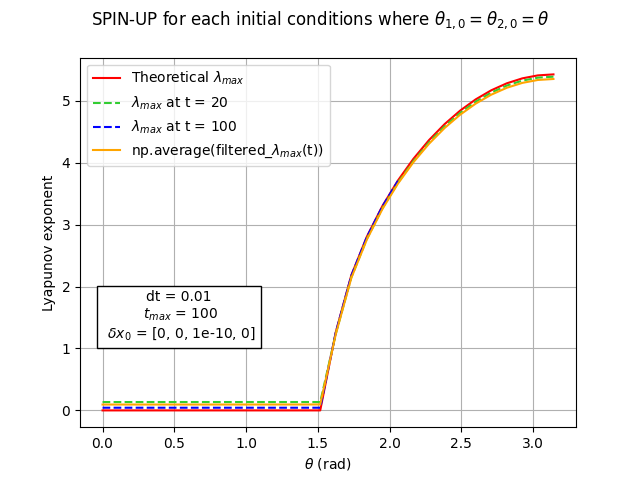 SPIN-UP for each initial conditions where θ1,0 = θ2,0 = θ
Theoretical λmax
λmax at t = 20
λmax at t = 100
np.average(filtered_λmax(t))
dt = 0.01
tmax = 100
δx0 = [0, 0, 1e-10, 0]
Lyapunov exponent
5
4
3
2
1
0
0.0 0.5 1.0 1.5 2.0 2.5 3.0
θ (rad)